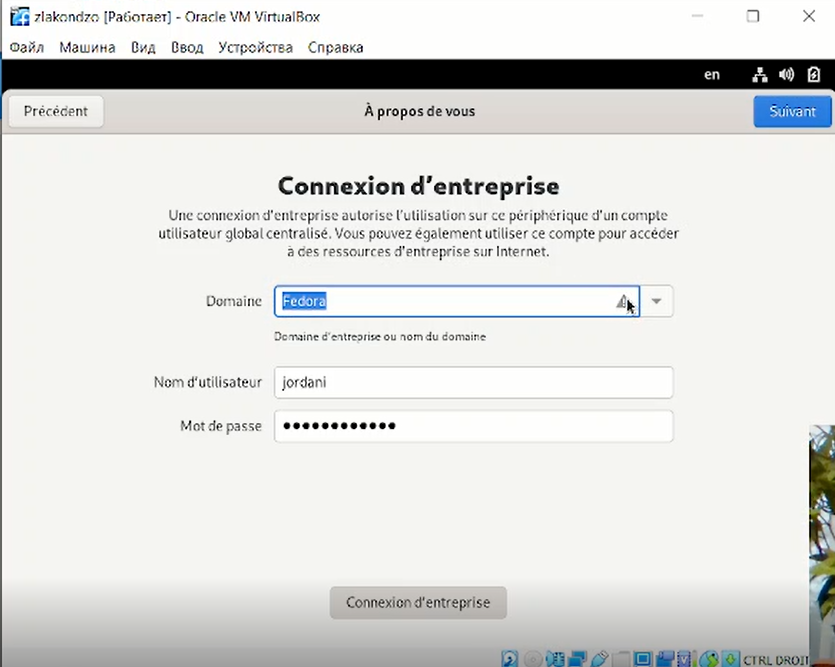 zlakondzo [Работает] - Oracle VM VirtualBox
Файл Машина Вид Ввод Устройства Справка
en
Précédent À propos de vous Suivant
Connexion d'entreprise
Une connexion d'entreprise autorise l'utilisation sur ce périphérique d'un compte
utilisateur global centralisé. Vous pouvez également utiliser ce compte pour accéder
à des ressources d'entreprise sur Internet.
Domaine Fedora
Domaine d'entreprise ou nom du domaine
Nom d'utilisateur jordani
Mot de passe ●●●●●●●●●●●●
Connexion d'entreprise
CTRL DROIT